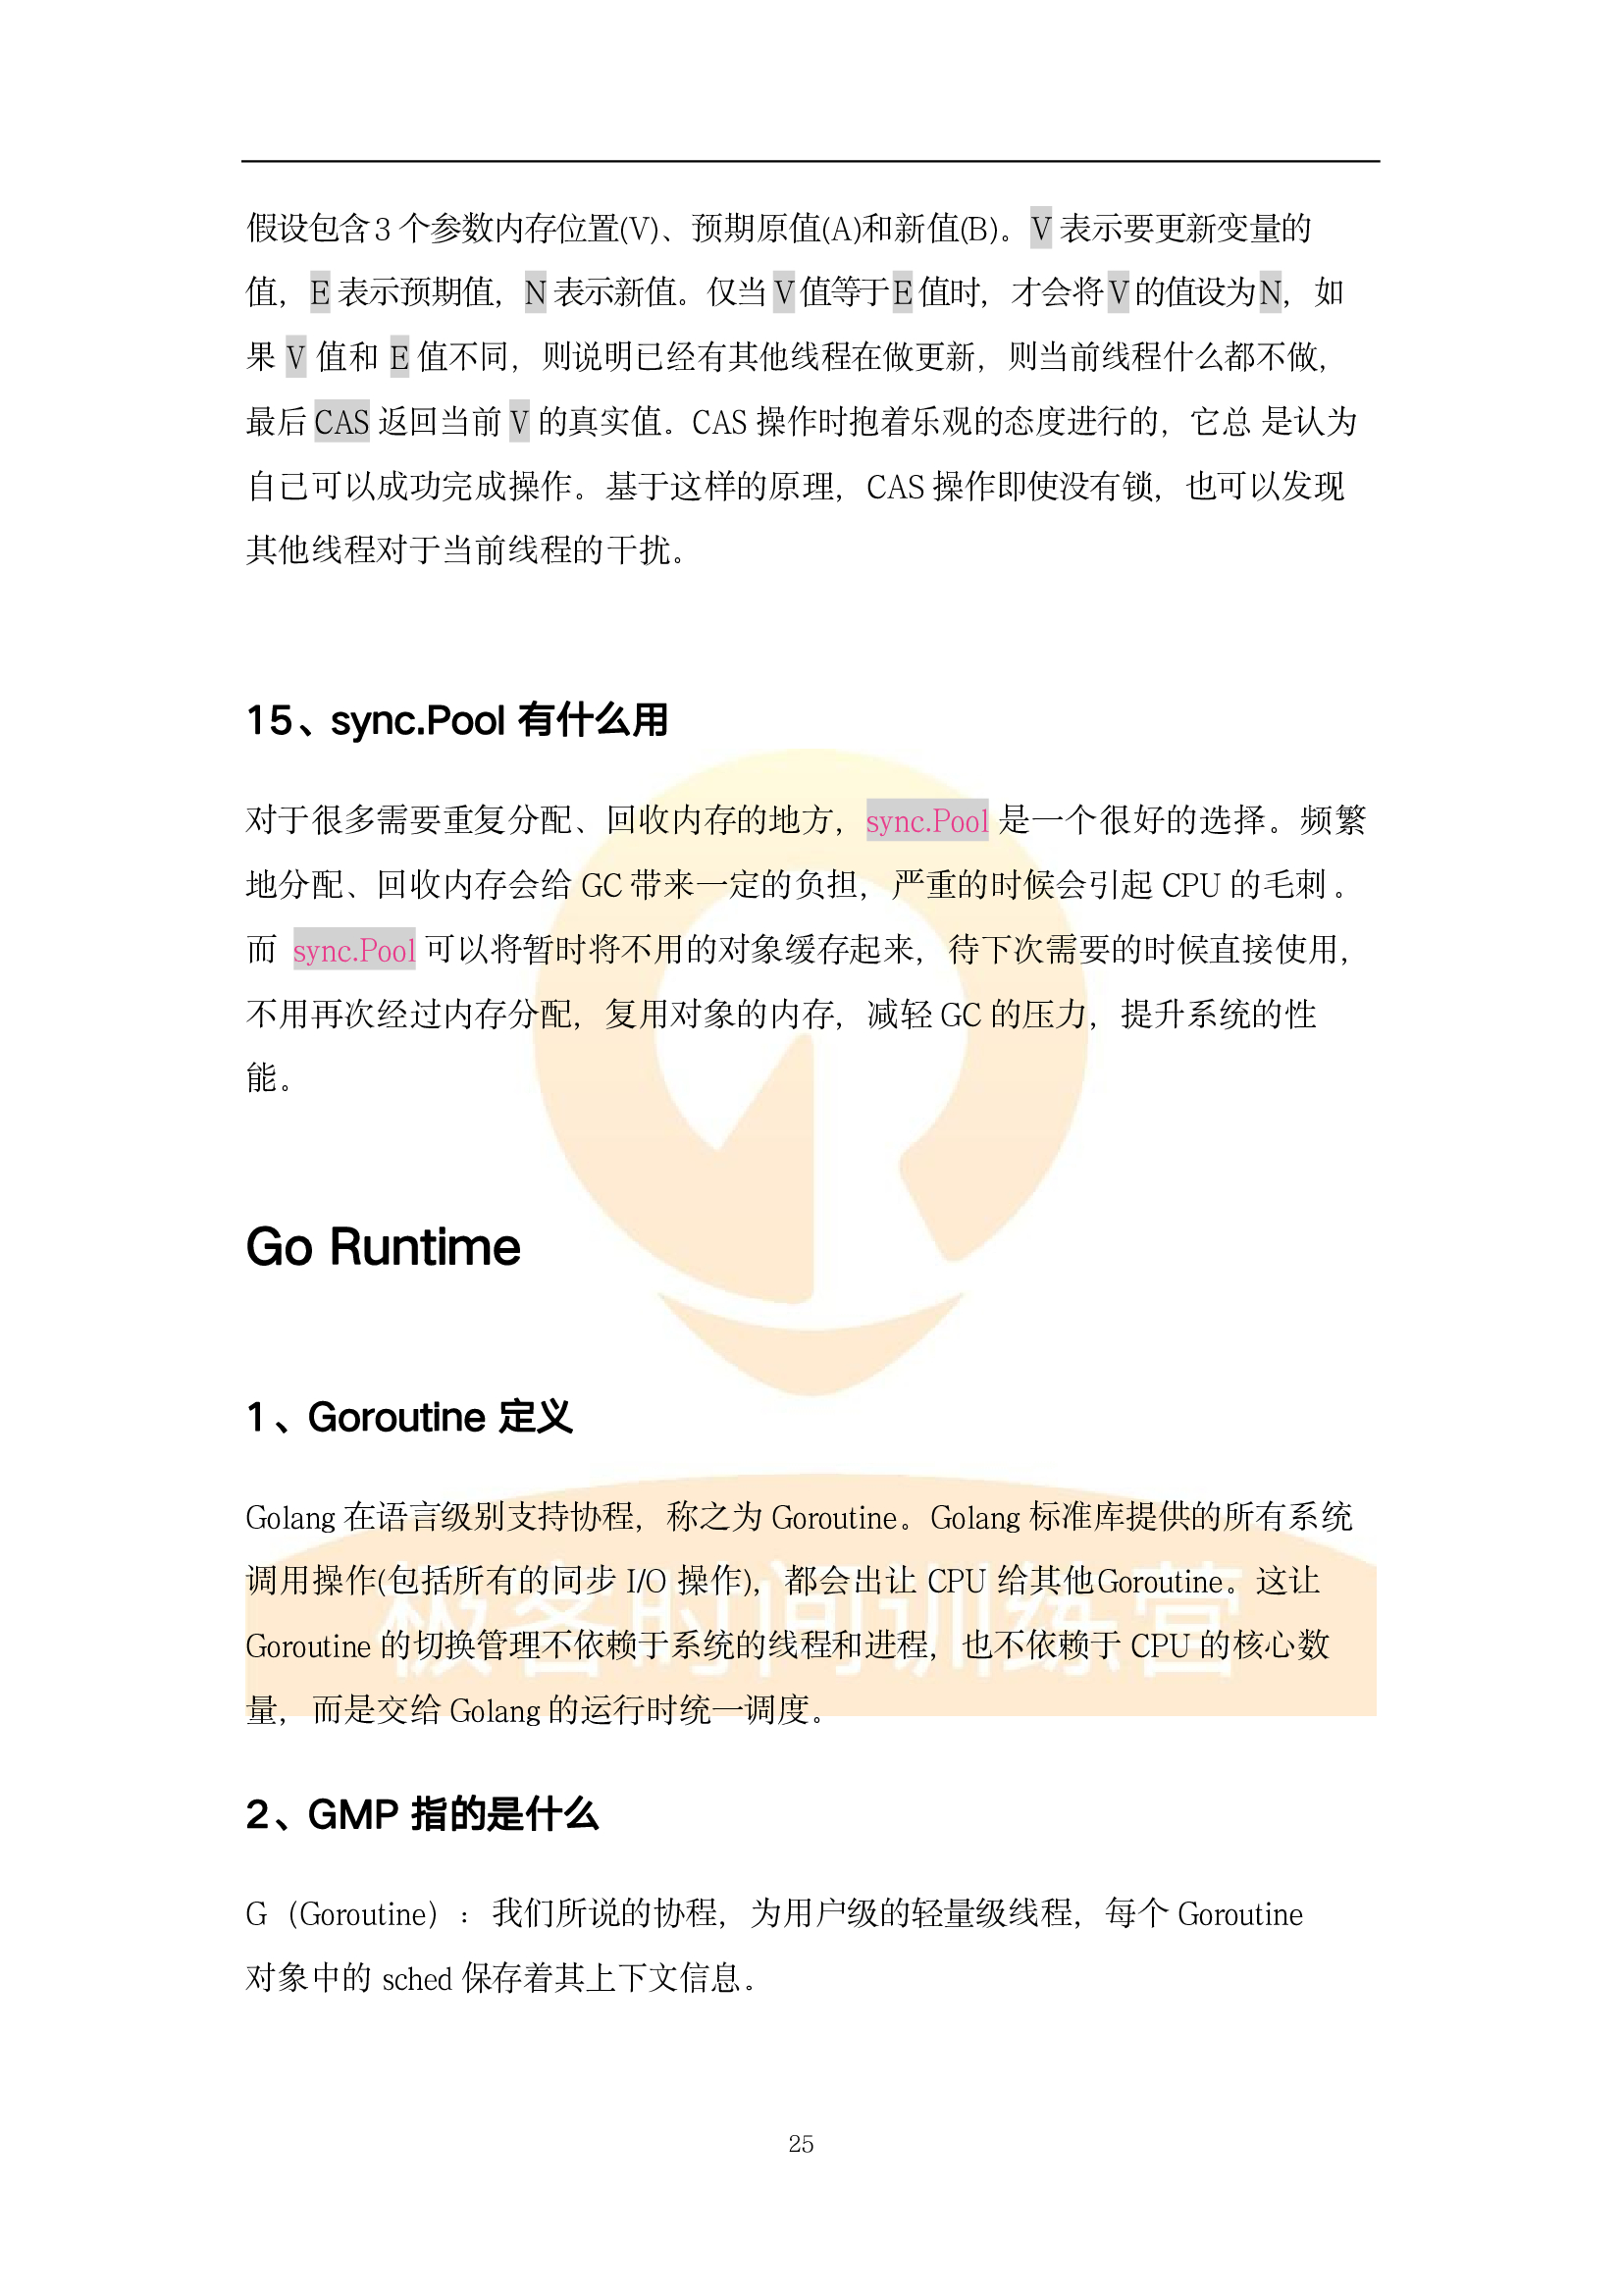 假设包含3 个参数内存位置(V)、预期原值(A)和新值(B)。V 表示要更新变量的
值，E 表示预期值，N 表示新值。仅当 V 值等于 E 值时，才会将 V 的值设为 N，如
果 V 值和 E 值不同，则说明已经有其他线程在做更新，则当前线程什么都不做，
最后 CAS 返回当前 V 的真实值。CAS 操作时抱着乐观的态度进行的，它总 是认为
自己可以成功完成操作。基于这样的原理，CAS 操作即使没有锁，也可以发现
其他线程对于当前线程的干扰。
15、sync.Pool 有什么用
对于很多需要重复分配、回收内存的地方，sync.Pool 是一个很好的选择。频繁
地分配、回收内存会给 GC 带来一定的负担，严重的时候会引起 CPU 的毛刺。
而 sync.Pool 可以将暂时将不用的对象缓存起来，待下次需要的时候直接使用，
不用再次经过内存分配，复用对象的内存，减轻 GC 的压力，提升系统的性
能。
Go Runtime
1、Goroutine 定义
Golang 在语言级别支持协程，称之为 Goroutine。Golang 标准库提供的所有系统
调用操作(包括所有的同步 I/O 操作)，都会出让 CPU 给其他Goroutine。这让
Goroutine 的切换管理不依赖于系统的线程和进程，也不依赖于 CPU 的核心数
量，而是交给 Golang 的运行时统一调度。
极客时间训练营
2、GMP 指的是什么
G（Goroutine）：我们所说的协程，为用户级的轻量级线程，每个 Goroutine
对象中的 sched 保存着其上下文信息。
25